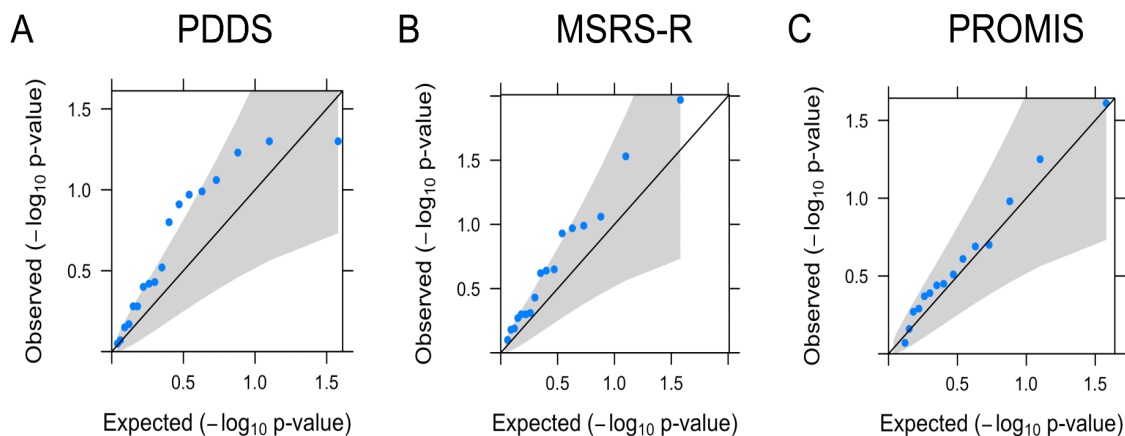 A PDDS
B MSRS-R
C PROMIS
Observed (−log10 p-value)
1.5
1.0
0.5
0.5 1.0 1.5
Expected (−log10 p-value)
Observed (−log10 p-value)
1.5
1.0
0.5
0.5 1.0 1.5
Expected (−log10 p-value)
Observed (−log10 p-value)
1.5
1.0
0.5
0.5 1.0 1.5
Expected (−log10 p-value)